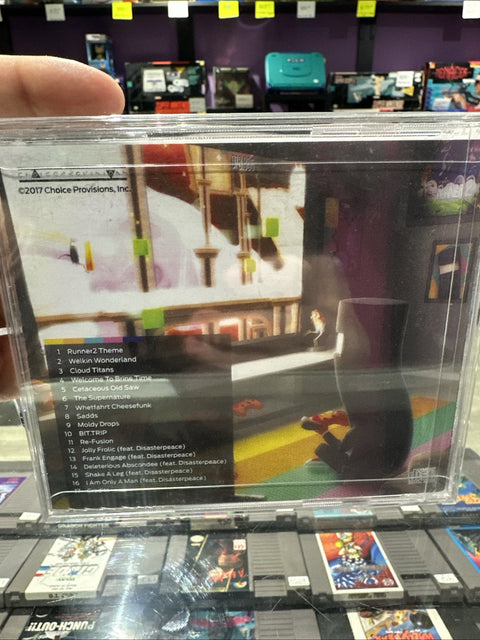 ©2017 Choice Provisions, Inc.
1 Runner2 Theme
2 Welkin Wonderland
3 Cloud Titans
4 Welcome To Brine Time
5 Cetaceous Old Saw
6 The Supernature
7 Whetfahrt Cheesefunk
8 Sadds
9 Moldy Drops
10 BIT.TRIP
11 Re-Fusion
12 Jolly Frolic (feat. Disasterpeace)
13 Frank Engage (feat. Disasterpeace)
14 Deleterious Abscondee (feat. Disasterpeace)
15 Shake A Leg (feat. Disasterpeace)
16 I Am Only A Man (feat. Disasterpeace)
PUNCH-OUT!!